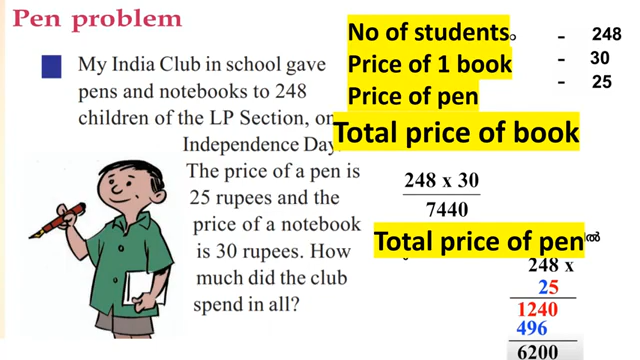 Pen problem
My India Club in school gave
pens and notebooks to 248
children of the LP Section, on
Independence Day.
The price of a pen is
25 rupees and the
price of a notebook
is 30 rupees. How
much did the club
spend in all?
No of students - 248
Price of 1 book - 30
Price of pen - 25
Total price of book
248 x 30
7440
Total price of pen
248 x
25
1240
496
6200